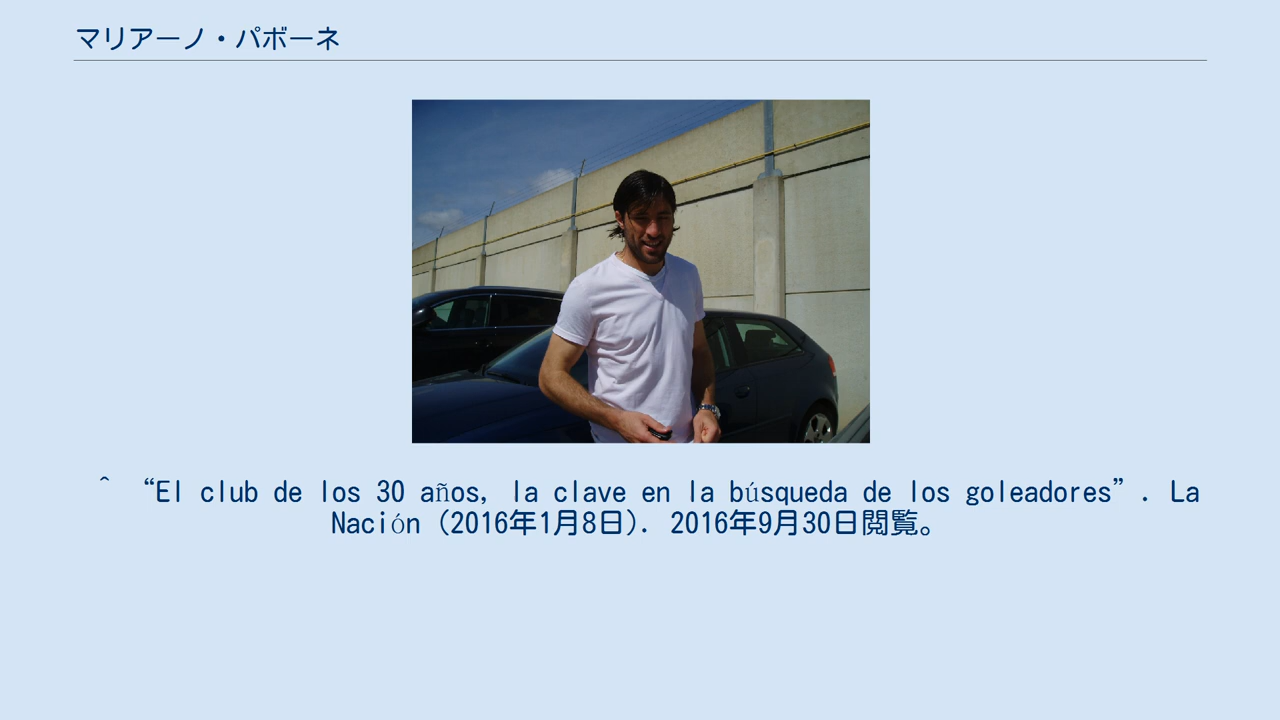 マリアーノ・パボーネ
^ “El club de los 30 años, la clave en la búsqueda de los goleadores”. La
Nación (2016年1月8日). 2016年9月30日閲覧。